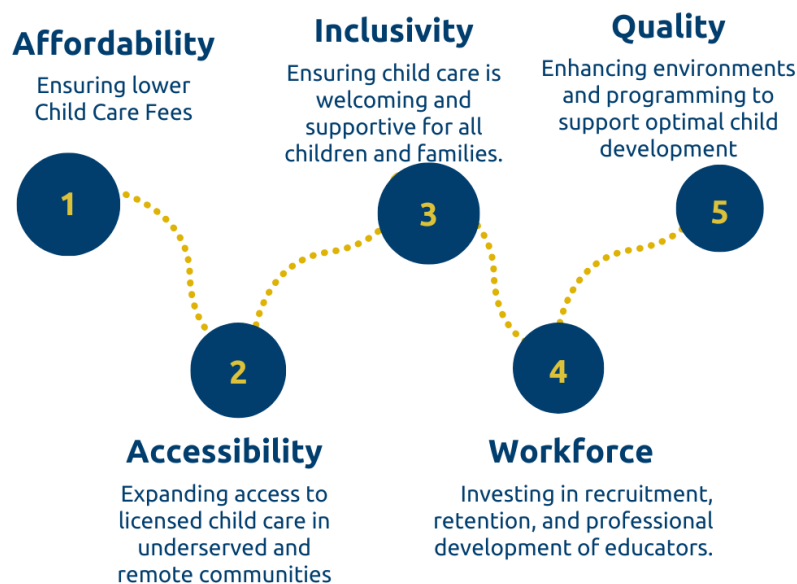 Affordability
Ensuring lower
Child Care Fees
1
Accessibility
Expanding access to
licensed child care in
underserved and
remote communities
2
Inclusivity
Ensuring child care is
welcoming and
supportive for all
children and families.
3
Workforce
Investing in recruitment,
retention, and professional
development of educators.
4
Quality
Enhancing environments
and programming to
support optimal child
development
5